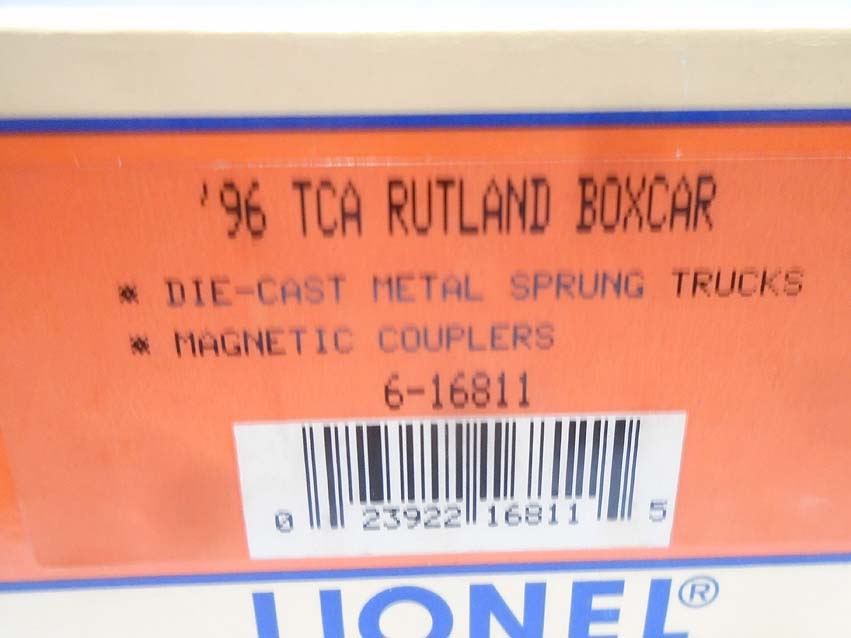 '96 TCA RUTLAND BOXCAR
* DIE-CAST METAL SPRUNG TRUCKS
* MAGNETIC COUPLERS
6-16811
0 23922 16811 5
LIONEL®